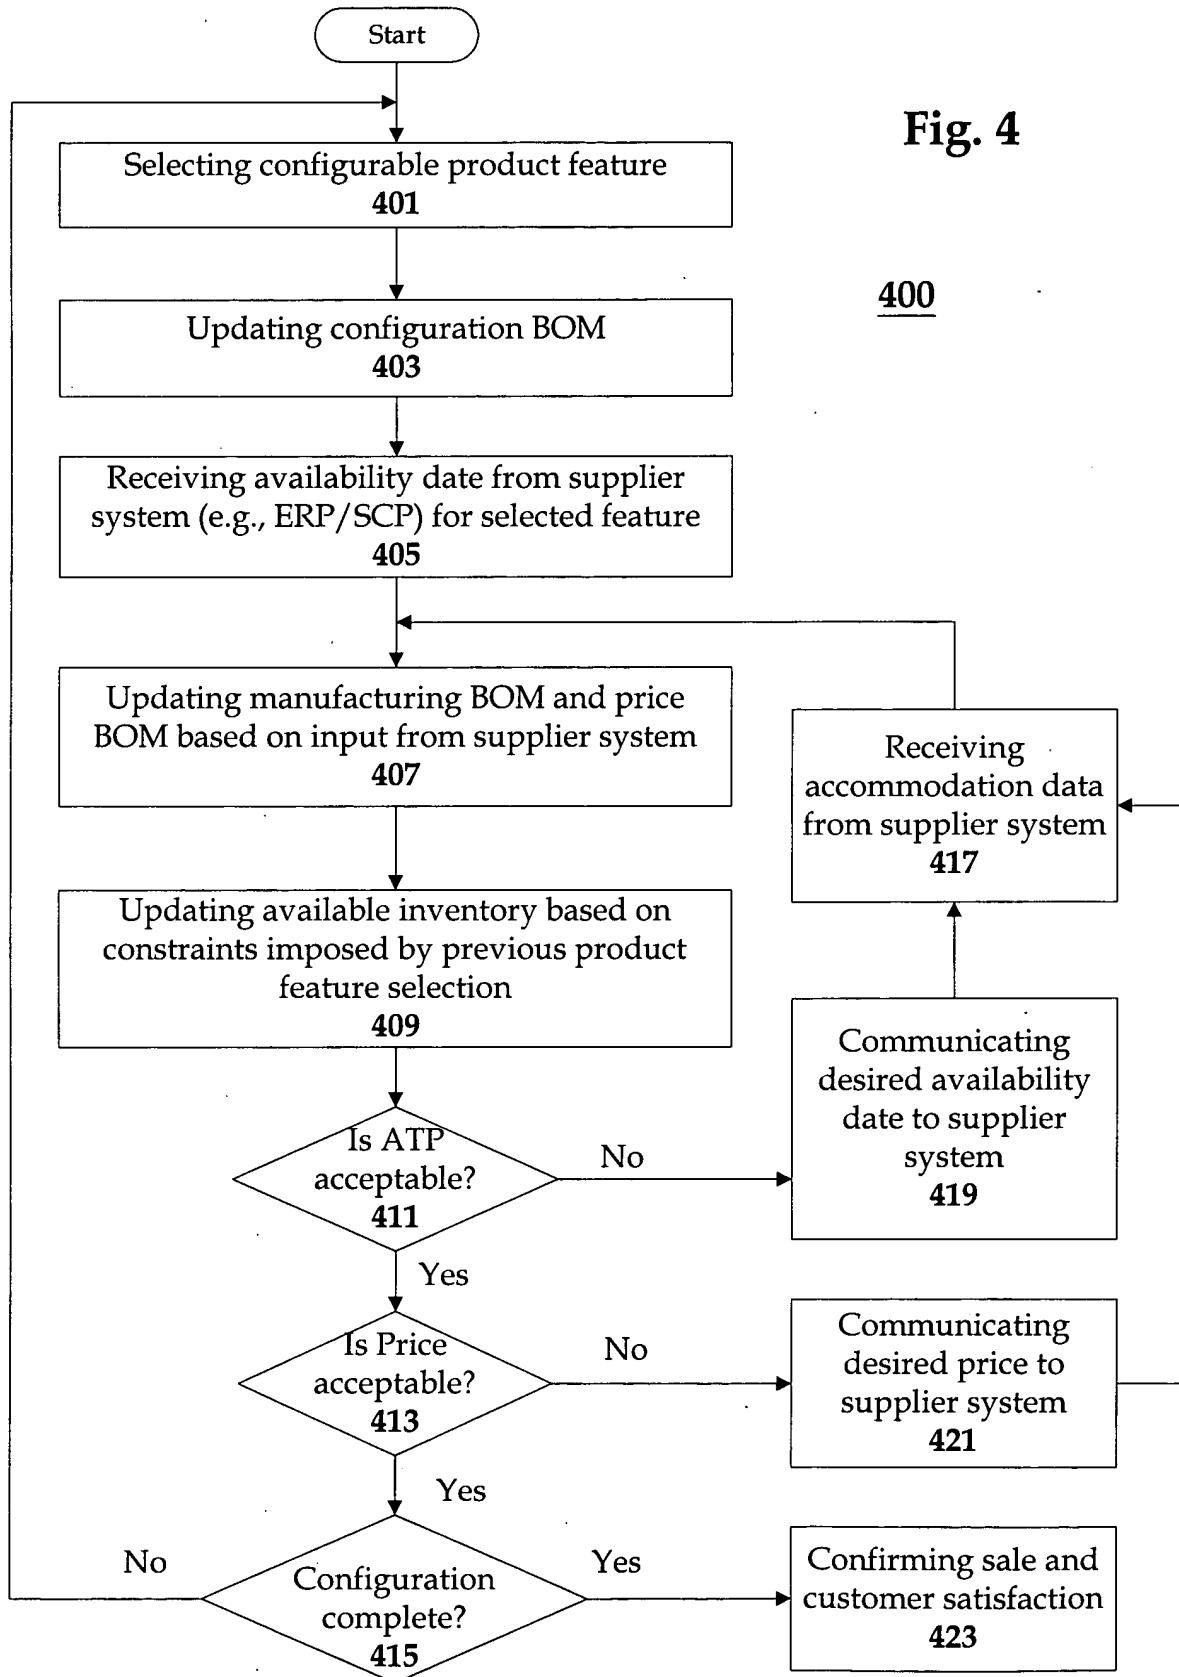 Start
Fig. 4
Selecting configurable product feature
401
400
Updating configuration BOM
403
Receiving availability date from supplier
system (e.g., ERP/SCP) for selected feature
405
Updating manufacturing BOM and price
BOM based on input from supplier system
407
Receiving
accommodation data
from supplier system
417
Updating available inventory based on
constraints imposed by previous product
feature selection
409
Communicating
desired availability
date to supplier
system
419
Is ATP
acceptable?
411
No
Yes
Is Price
acceptable?
413
No
Communicating
desired price to
supplier system
421
Yes
No
Configuration
complete?
415
Yes
Confirming sale and
customer satisfaction
423